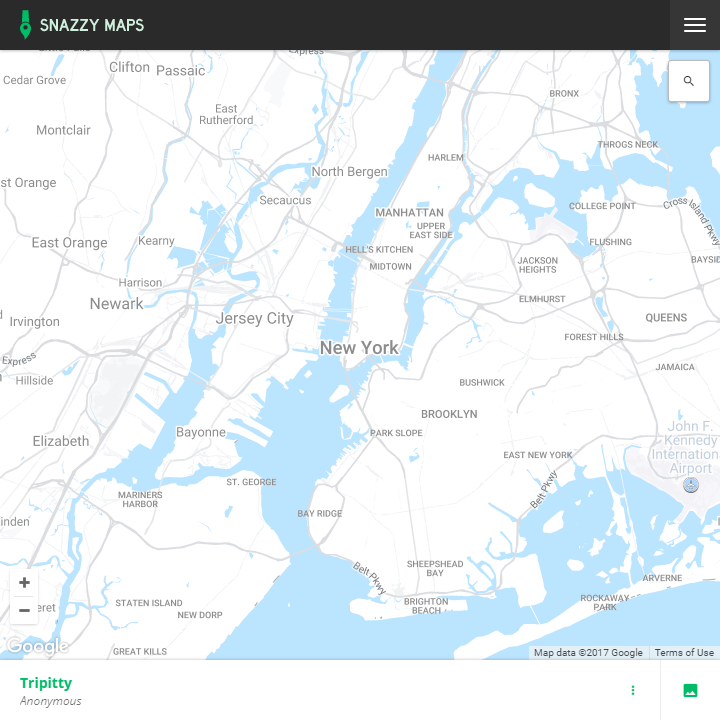 SNAZZY MAPS
Express
Clifton
Passaic
Cedar Grove
BRONX
East
Rutherford
Montclair
THROGS NECK
HARLEM
North Bergen
st Orange
Secaucus
COLLEGE POINT
Cross Island Pkwy
MANHATTAN
UPPER
EAST SIDE
East Orange
Kearny
FLUSHING
HELL'S KITCHEN
MIDTOWN
JACKSON
HEIGHTS
BAYSID
Harrison
Newark
ELMHURST
Jersey City
QUEENS
Irvington
FOREST HILLS
New York
Express
JAMAICA
Hillside
BUSHWICK
BROOKLYN
John F.
Kennedy
Internation
Airport
Bayonne
PARK SLOPE
Elizabeth
EAST NEW YORK
ST. GEORGE
Belt Pkwy
MARINERS
HARBOR
BAY RIDGE
inden
SHEEPSHEAD
BAY
Belt Pkwy
ARVERNE
+
−
eret
STATEN ISLAND
NEW DORP
BRIGHTON
BEACH
ROCKAWAY
PARK
Google
GREAT KILLS
Map data ©2017 Google
Terms of Use
Tripitty
Anonymous